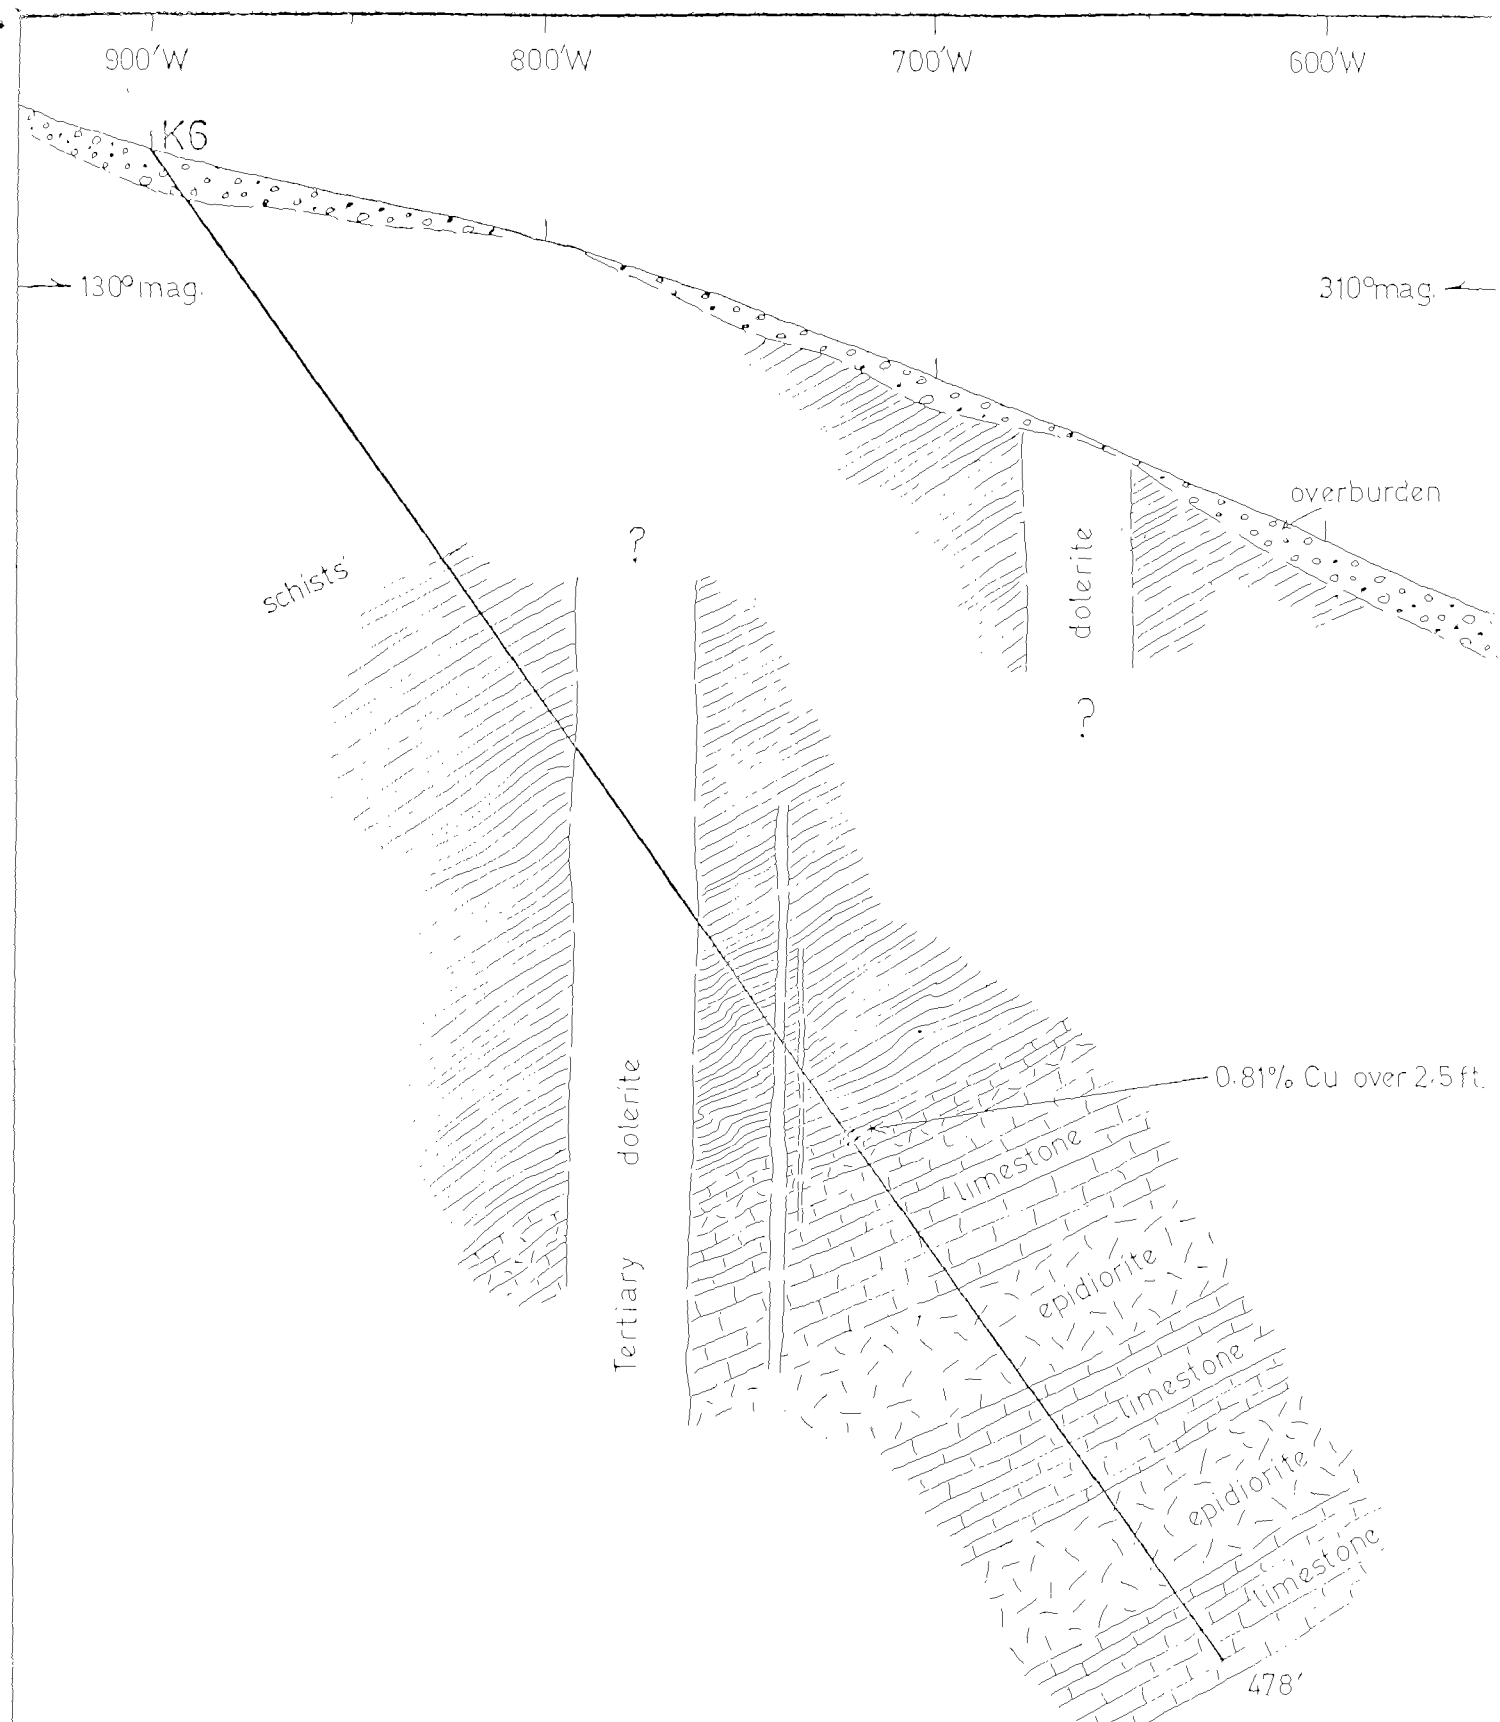 900'W 800'W 700'W 600'W
K6
130° mag. 310° mag.
overburden
?
dolerite
schists
?
0.81% Cu over 2.5 ft.
limestone
Tertiary dolerite
epidiorite
limestone
epidiorite
limestone
478'